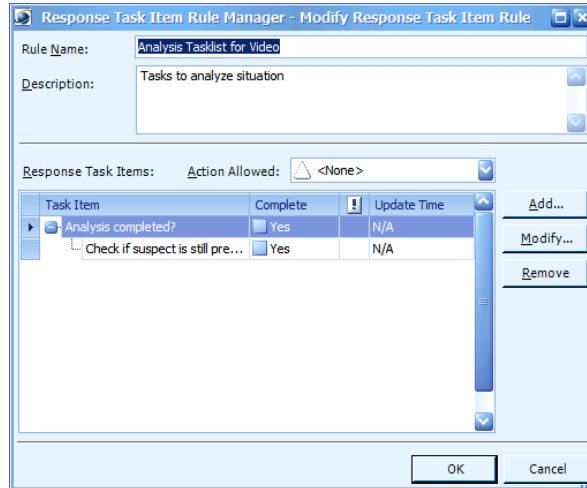 Response Task Item Rule Manager - Modify Response Task Item Rule
Rule Name: Analysis Tasklist for Video
Description: Tasks to analyze situation
Response Task Items: Action Allowed: <None>
Task Item Complete ! Update Time
Analysis completed? Yes N/A
Check if suspect is still pre... Yes N/A
Add...
Modify...
Remove
OK Cancel